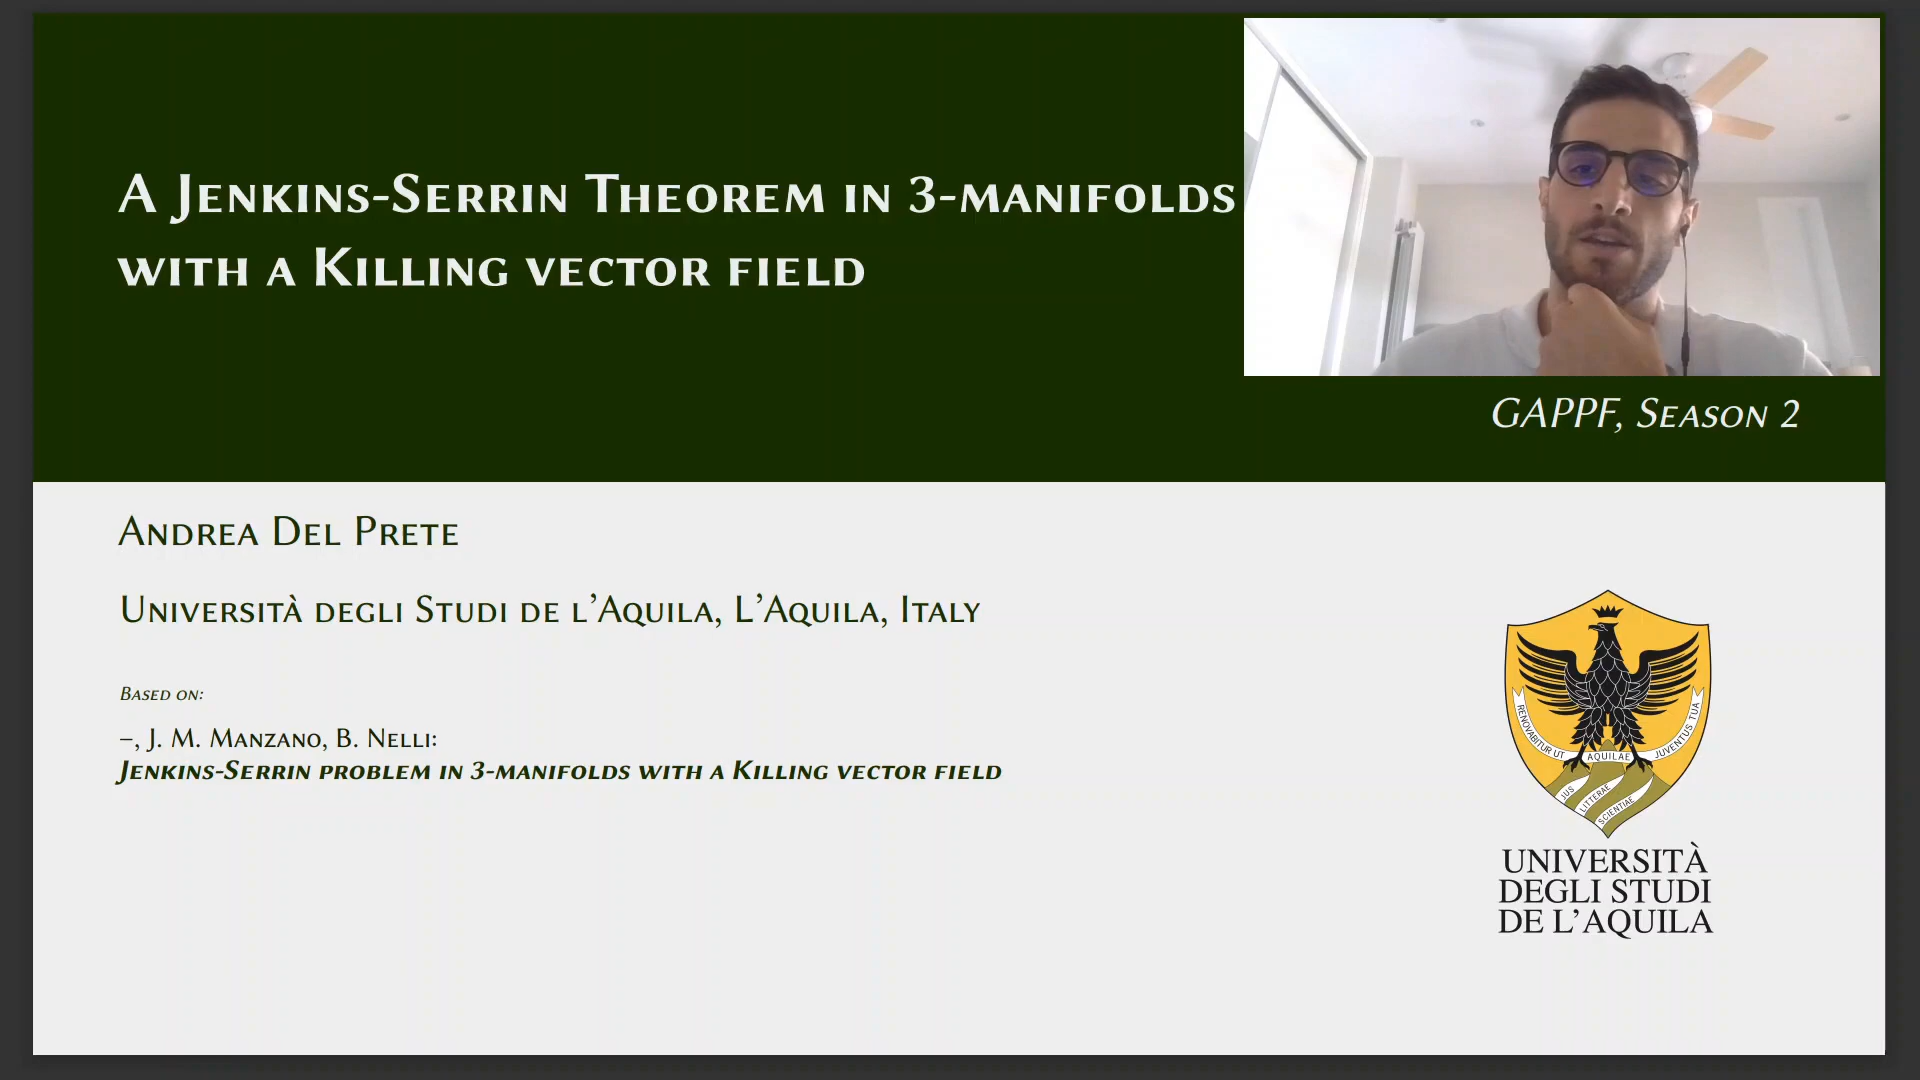 A Jenkins-Serrin Theorem in 3-manifolds
with a Killing vector field
GAPPF, Season 2
Andrea Del Prete
Università degli Studi de l'Aquila, L'Aquila, Italy
Based on:
–, J. M. Manzano, B. Nelli:
Jenkins-Serrin problem in 3-manifolds with a Killing vector field
RENOVABITUR UT AQUILAE JUVENTUS TUA
JUS
LITTERAE
SCIENTIAE
UNIVERSITÀ
DEGLI STUDI
DE L'AQUILA